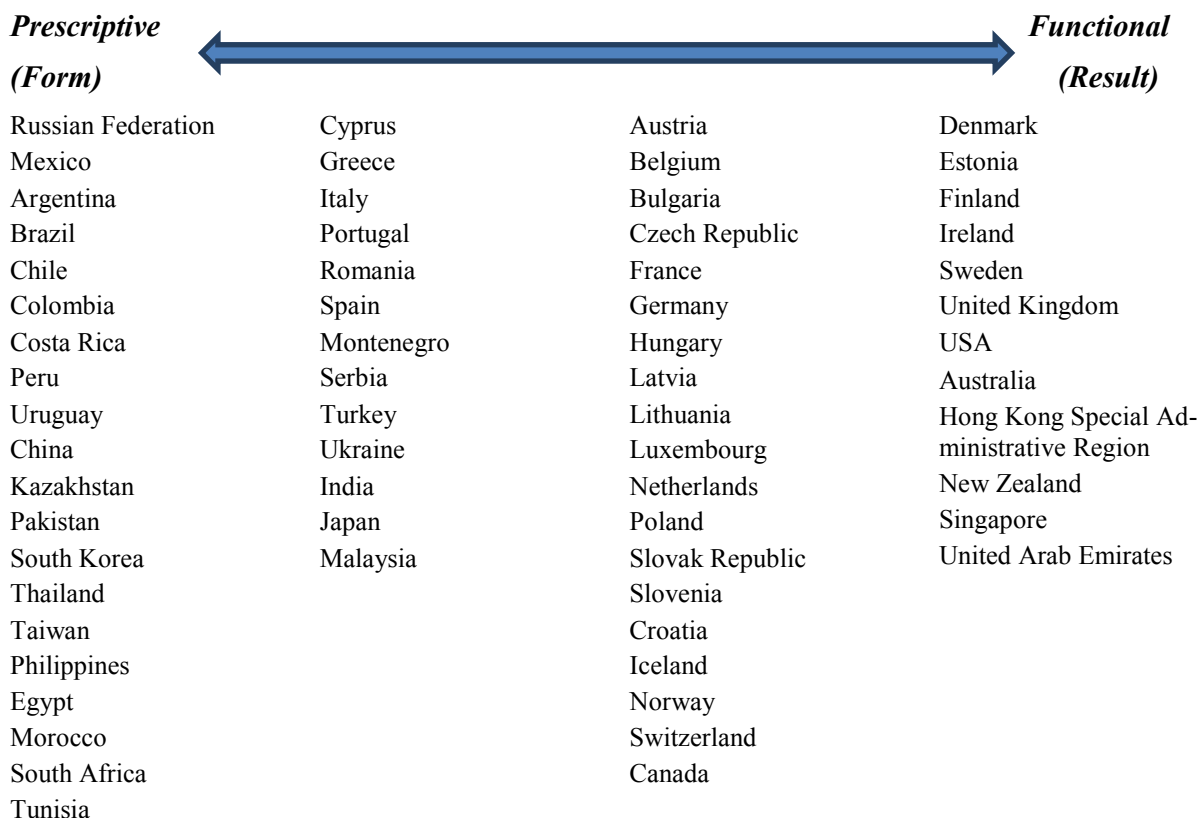 Prescriptive
(Form)
Functional
(Result)
Russian Federation
Mexico
Argentina
Brazil
Chile
Colombia
Costa Rica
Peru
Uruguay
China
Kazakhstan
Pakistan
South Korea
Thailand
Taiwan
Philippines
Egypt
Morocco
South Africa
Tunisia
Cyprus
Greece
Italy
Portugal
Romania
Spain
Montenegro
Serbia
Turkey
Ukraine
India
Japan
Malaysia
Austria
Belgium
Bulgaria
Czech Republic
France
Germany
Hungary
Latvia
Lithuania
Luxembourg
Netherlands
Poland
Slovak Republic
Slovenia
Croatia
Iceland
Norway
Switzerland
Canada
Denmark
Estonia
Finland
Ireland
Sweden
United Kingdom
USA
Australia
Hong Kong Special Ad-
ministrative Region
New Zealand
Singapore
United Arab Emirates